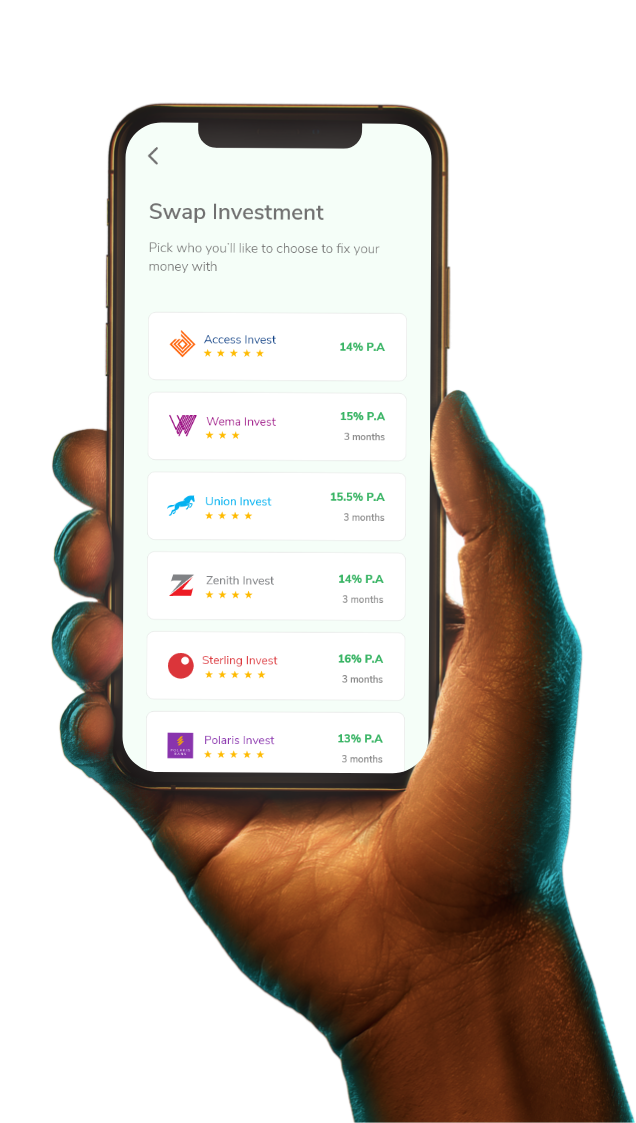 Swap Investment
Pick who you'll like to choose to fix your
money with
Access Invest
14% P.A
Wema Invest
15% P.A
3 months
Union Invest
15.5% P.A
3 months
Zenith Invest
14% P.A
3 months
Sterling Invest
16% P.A
3 months
Polaris Invest
13% P.A
3 months
POLARIS
BANK